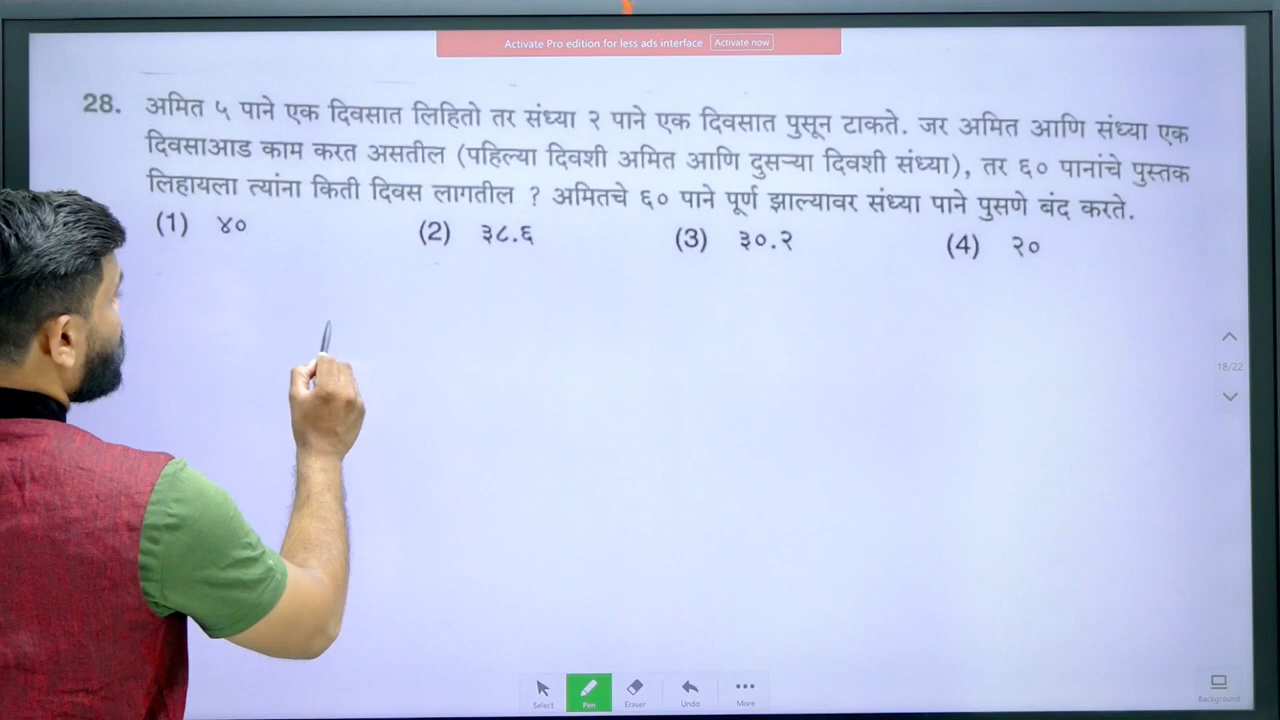 Activate Pro edition for less ads interface Activate now
28. अमित ५ पाने एक दिवसात लिहितो तर संध्या २ पाने एक दिवसात पुसून टाकते. जर अमित आणि संध्या एक
दिवसाआड काम करत असतील (पहिल्या दिवशी अमित आणि दुसऱ्या दिवशी संध्या), तर ६० पानांचे पुस्तक
लिहायला त्यांना किती दिवस लागतील ? अमितचे ६० पाने पूर्ण झाल्यावर संध्या पाने पुसणे बंद करते.
(1) ४० (2) ३८.६ (3) ३०.२ (4) २०
18/22
Select Pen Eraser Undo More
Background